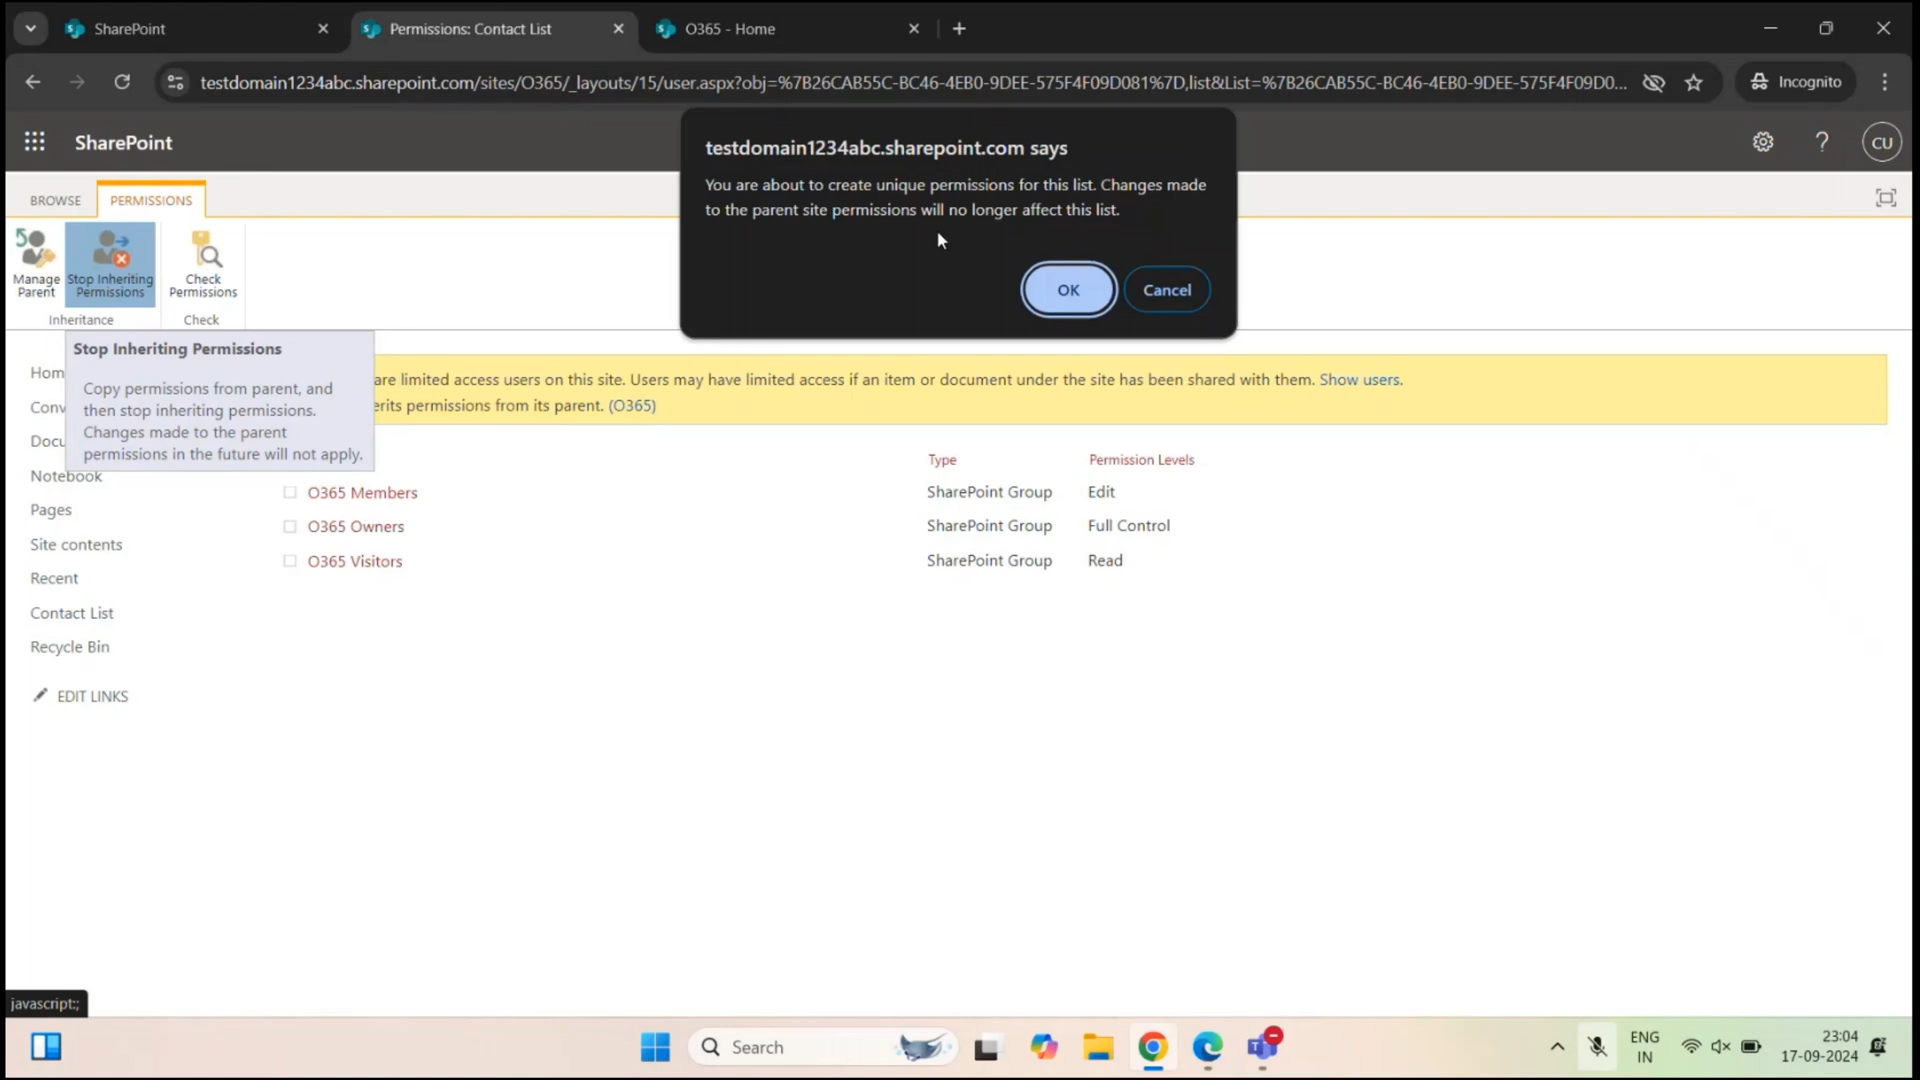 SharePoint
Permissions: Contact List
O365 - Home
testdomain1234abc.sharepoint.com/sites/O365/_layouts/15/user.aspx?obj=%7B26CAB55C-BC46-4EB0-9DEE-575F4F09D081%7D,list&List=%7B26CAB55C-BC46-4EB0-9DEE-575F4F09D0...
Incognito
SharePoint
?
CU
testdomain1234abc.sharepoint.com says
You are about to create unique permissions for this list. Changes made
to the parent site permissions will no longer affect this list.
OK
Cancel
BROWSE
PERMISSIONS
Manage
Parent
Stop Inheriting
Permissions
Check
Permissions
Inheritance
Check
Stop Inheriting Permissions
Copy permissions from parent, and
then stop inheriting permissions.
Changes made to the parent
permissions in the future will not apply.
are limited access users on this site. Users may have limited access if an item or document under the site has been shared with them. Show users.
erits permissions from its parent. (O365)
Hom
Conv
Docu
Notebook
Pages
Site contents
Recent
Contact List
Recycle Bin
EDIT LINKS
Type
Permission Levels
O365 Members
SharePoint Group
Edit
O365 Owners
SharePoint Group
Full Control
O365 Visitors
SharePoint Group
Read
javascript:;
Search
ENG
IN
23:04
17-09-2024